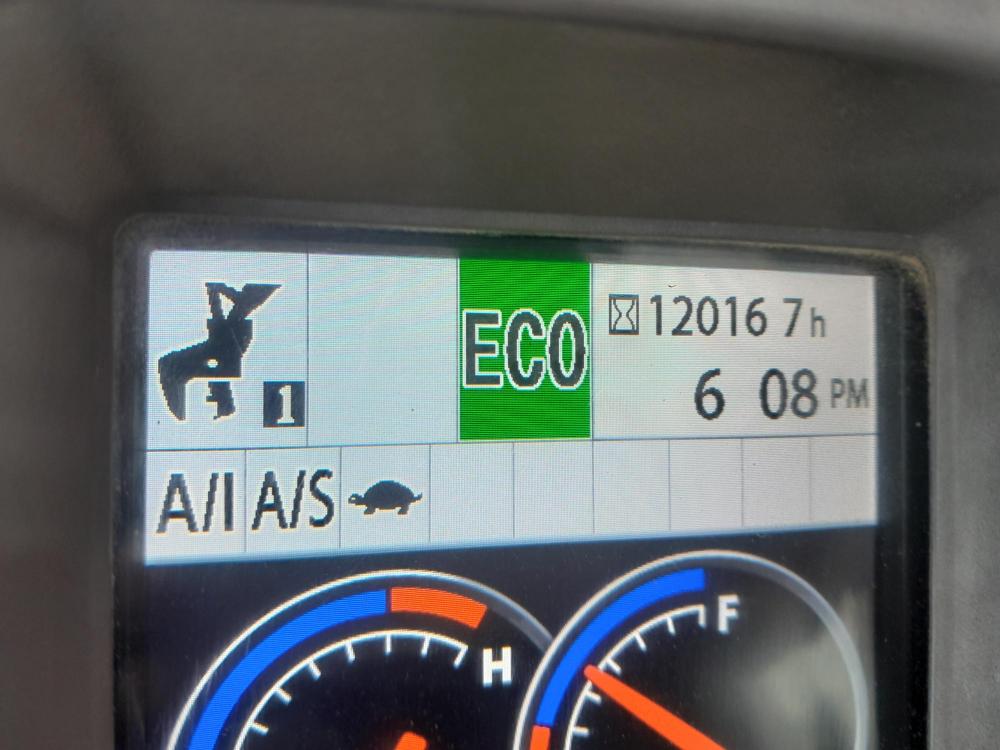 1
ECO
12016 7h
6 08 PM
A/I A/S
H
F